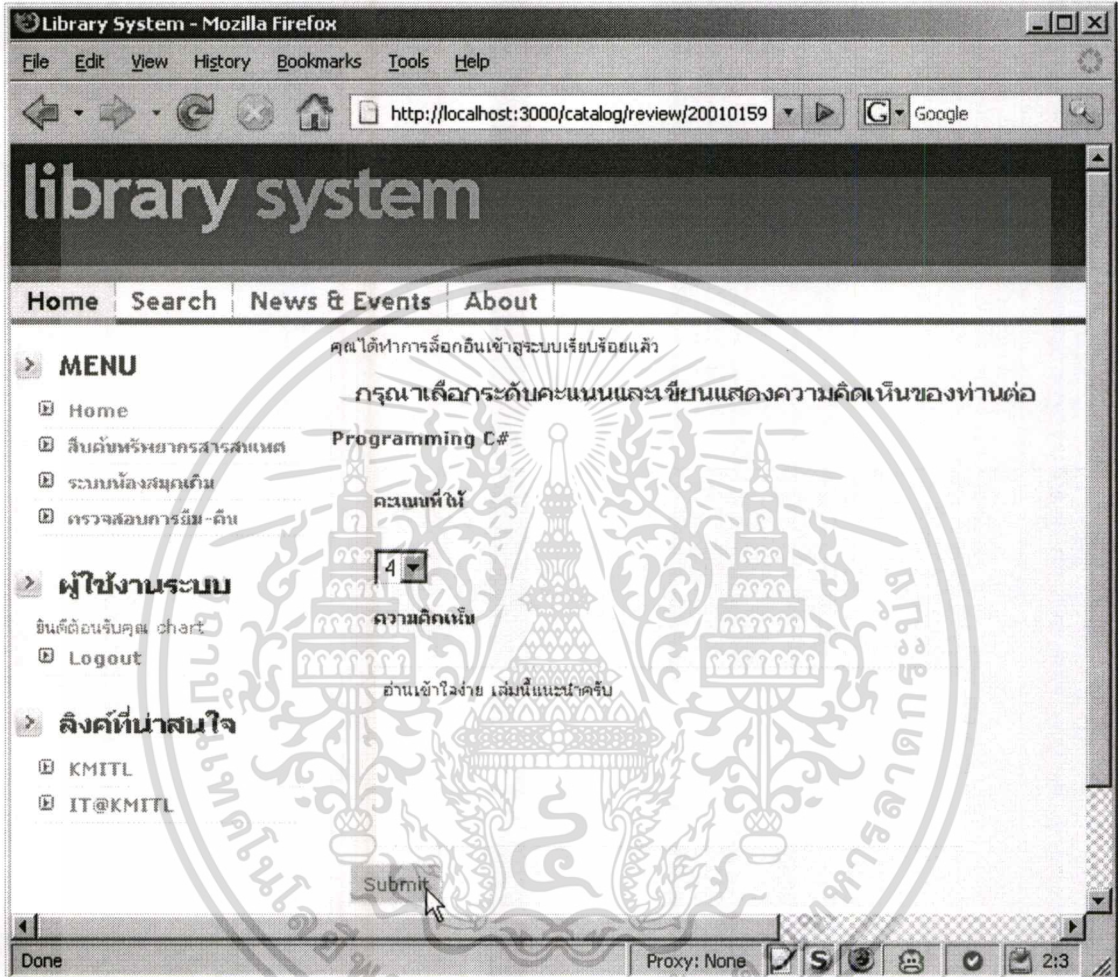 Library System - Mozilla Firefox
File Edit View History Bookmarks Tools Help
http://localhost:3000/catalog/review/20010159
G Google
library system
Home Search News & Events About
MENU
Home
สืบค้นทรัพยากรสารสนเทศ
ระบบห้องสมุดเดิม
ตรวจสอบการยืม-คืน
ผู้ใช้งานระบบ
ยินดีต้อนรับคุณ chart
Logout
ลิงค์ที่น่าสนใจ
KMITL
IT@KMITL
คุณได้ทำการล็อกอินเข้าสู่ระบบเรียบร้อยแล้ว
กรุณาเลือกระดับคะแนนและเขียนแสดงความคิดเห็นของท่านต่อ
Programming C#
คะแนนที่ให้
4
ความคิดเห็น
อ่านเข้าใจง่าย เล่มนี้แนะนำครับ
Submit
Done
Proxy: None
2:3